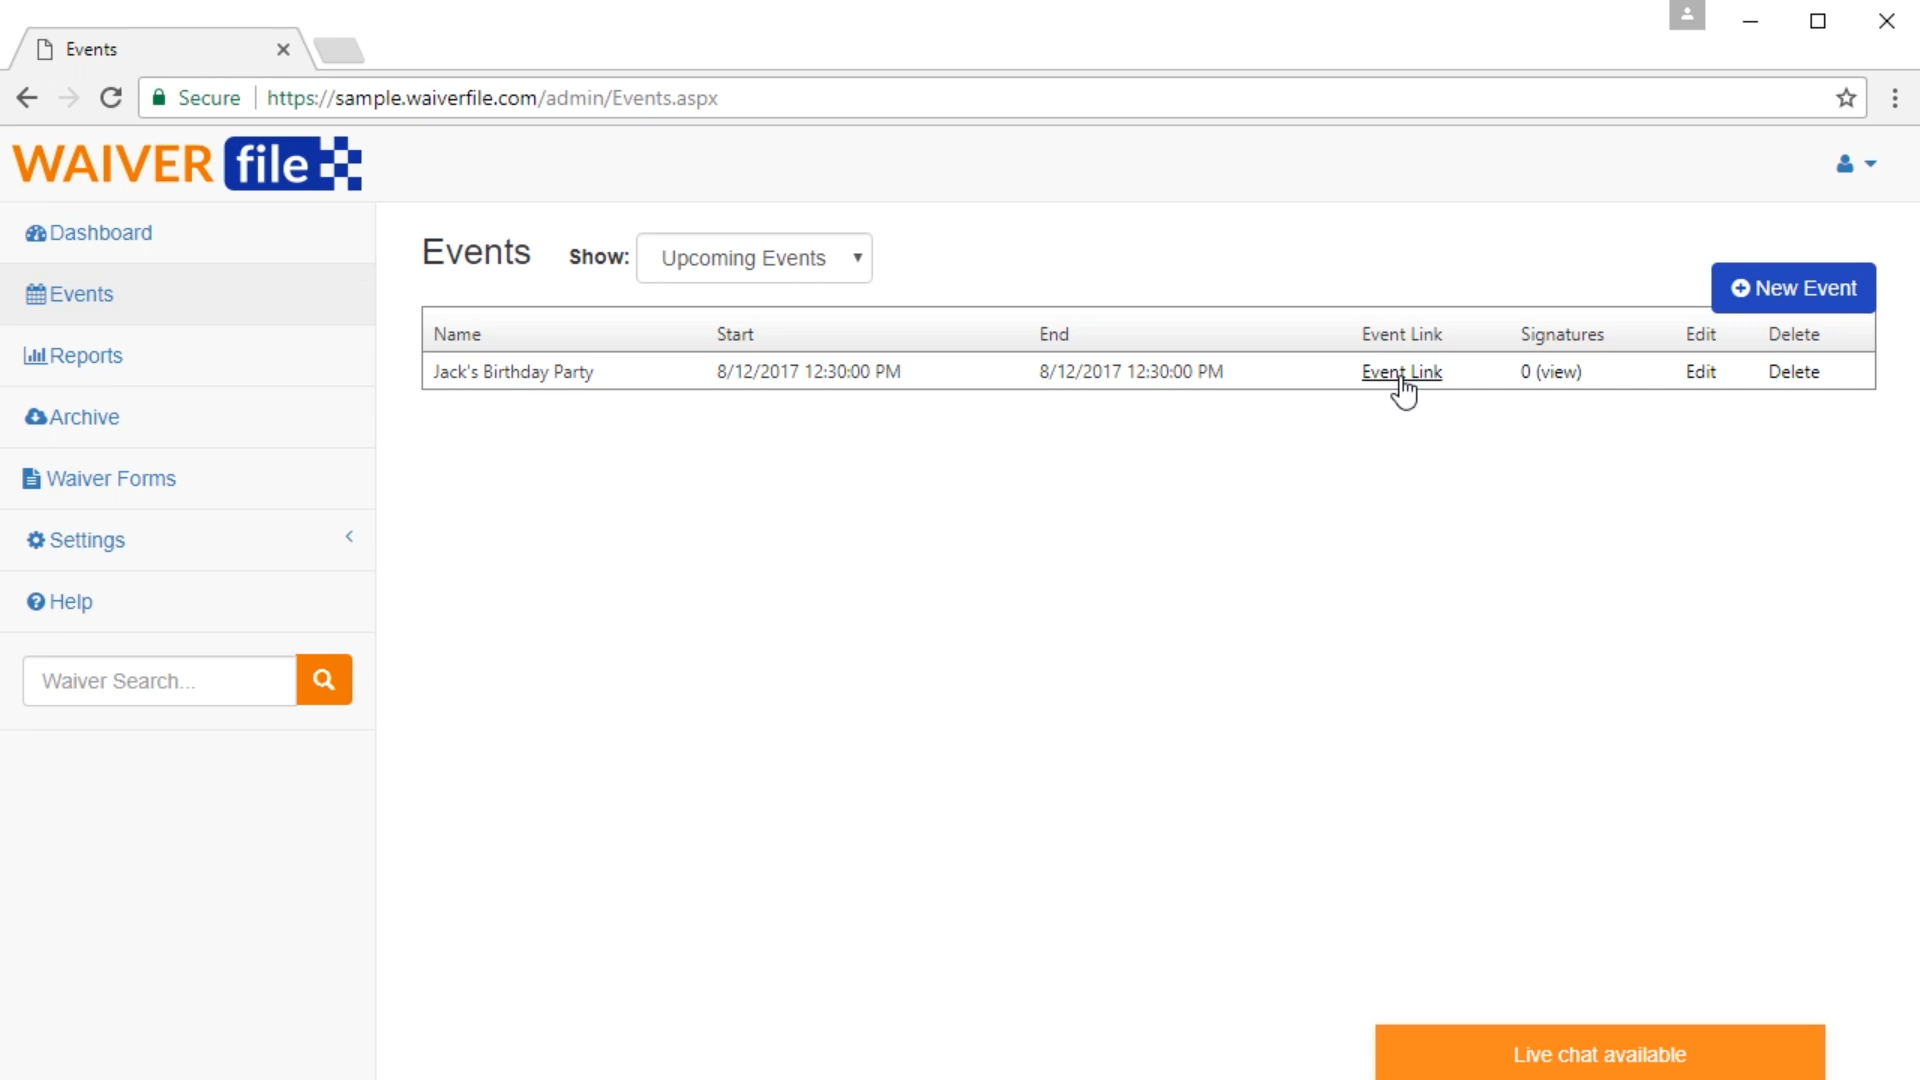 Events
Secure https://sample.waiverfile.com/admin/Events.aspx
WAIVER file
Dashboard
Events
Reports
Archive
Waiver Forms
Settings
Help
Waiver Search...
Events Show: Upcoming Events
New Event
Name Start End Event Link Signatures Edit Delete
Jack's Birthday Party 8/12/2017 12:30:00 PM 8/12/2017 12:30:00 PM Event Link 0 (view) Edit Delete
Live chat available